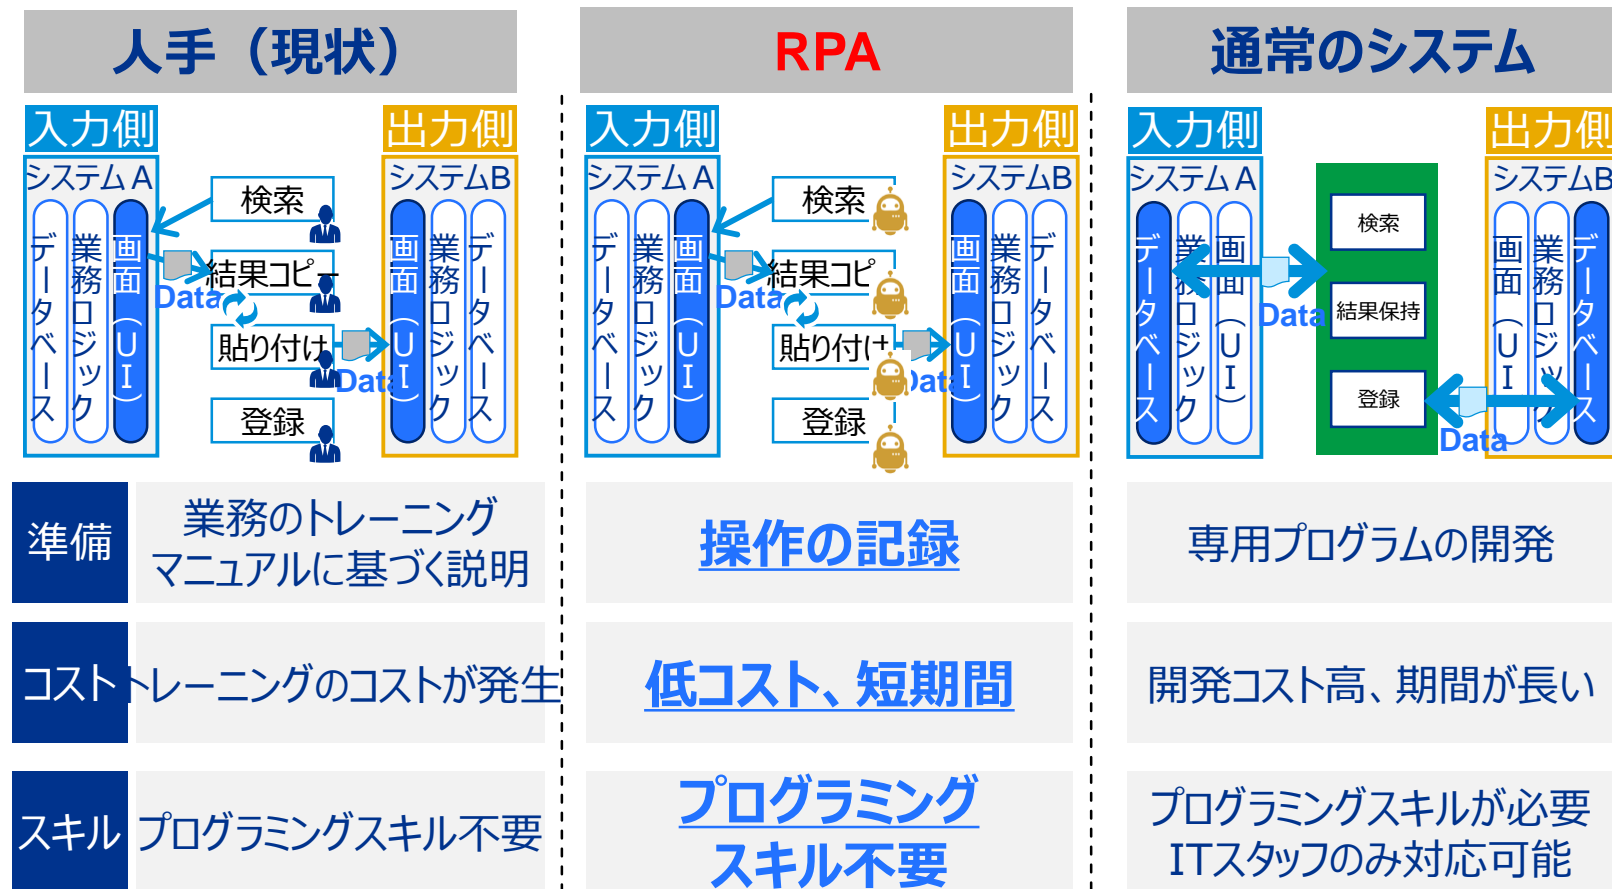 人手（現状）
入力側
出力側
システムA
システムB
データベース
業務ロジック
画面（UI）
検索
結果コピー
貼り付け
登録
Data
Data
画面（UI）
業務ロジック
データベース
RPA
入力側
出力側
システムA
システムB
データベース
業務ロジック
画面（UI）
検索
結果コピ
貼り付け
登録
Data
Data
画面（UI）
業務ロジック
データベース
通常のシステム
入力側
出力側
システムA
システムB
データベース
業務ロジック
画面（UI）
検索
結果保持
登録
Data
Data
画面（UI）
業務ロジック
データベース
準備
業務のトレーニング
マニュアルに基づく説明
操作の記録
専用プログラムの開発
コスト
トレーニングのコストが発生
低コスト、短期間
開発コスト高、期間が長い
スキル
プログラミングスキル不要
プログラミング
スキル不要
プログラミングスキルが必要
ITスタッフのみ対応可能